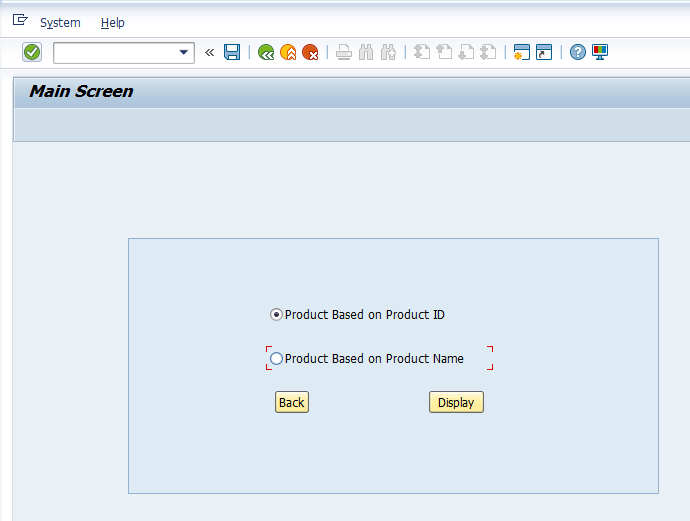 System Help
Main Screen
Product Based on Product ID
Product Based on Product Name
Back Display